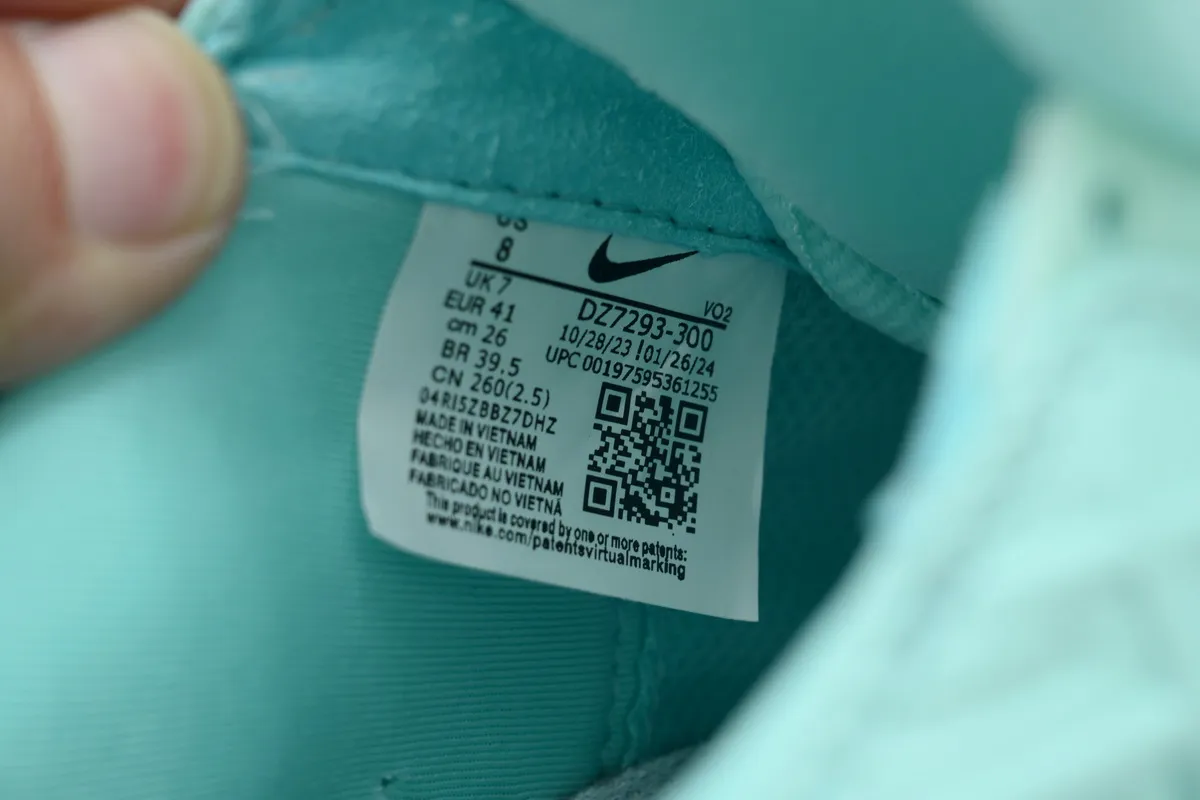 US
8
UK 7
EUR 41
cm 26
BR 39.5
CN 260(2.5)
04RI5ZBBZ7DHZ
MADE IN VIETNAM
HECHO EN VIETNAM
FABRIQUE AU VIETNAM
FABRICADO NO VIETNÁ
VO2
DZ7293-300
10/28/23 !01/26/24
UPC 00197595361255
This product is covered by one or more patents:
www.nike.com/patentsvirtualmarking